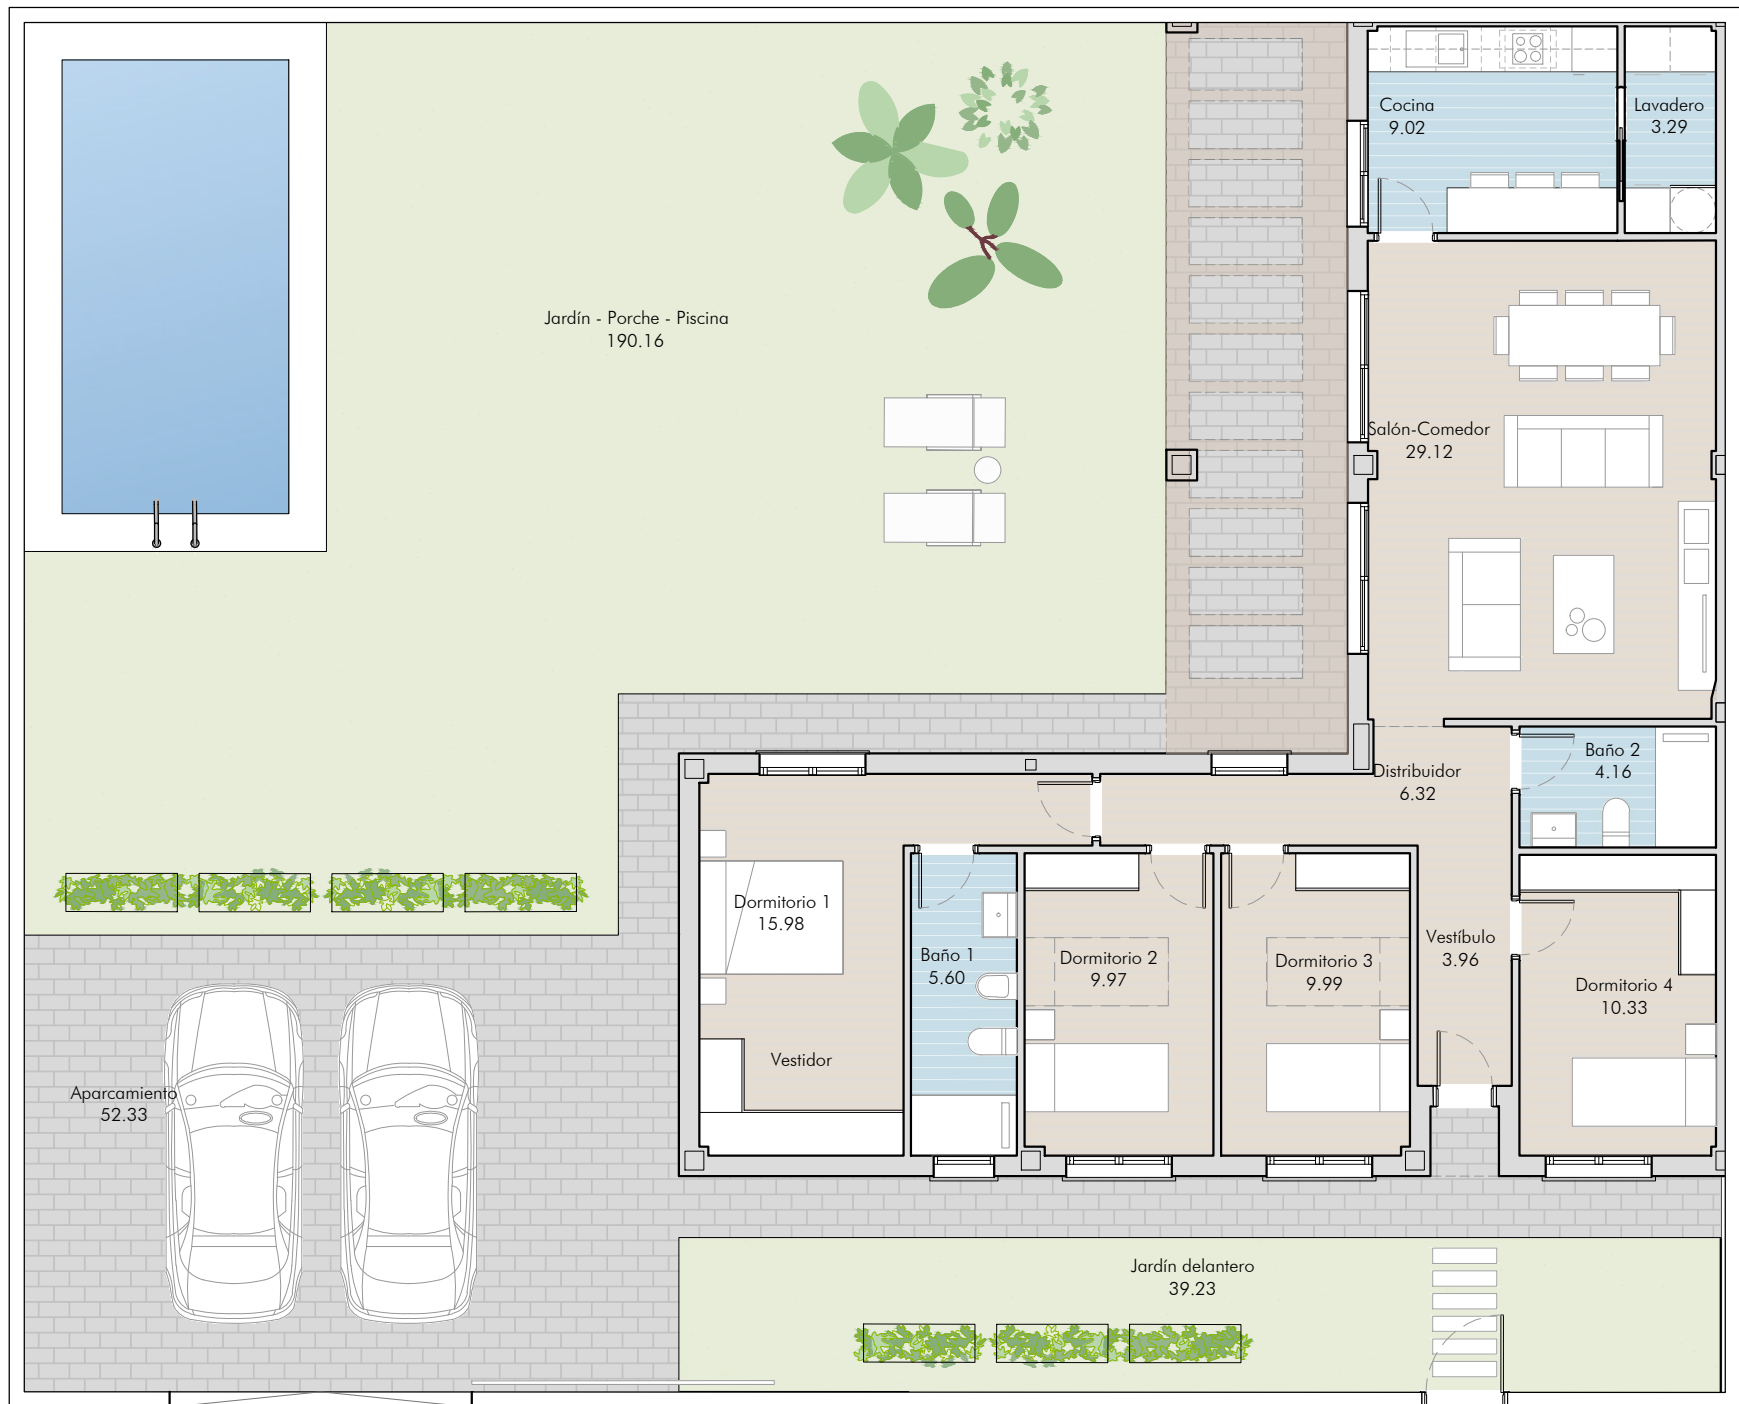 Cocina
9.02
Lavadero
3.29
Jardín - Porche - Piscina
190.16
Salón-Comedor
29.12
Baño 2
4.16
Distribuidor
6.32
Dormitorio 1
15.98
Baño 1
5.60
Dormitorio 2
9.97
Dormitorio 3
9.99
Vestíbulo
3.96
Dormitorio 4
10.33
Vestidor
Aparcamiento
52.33
Jardín delantero
39.23